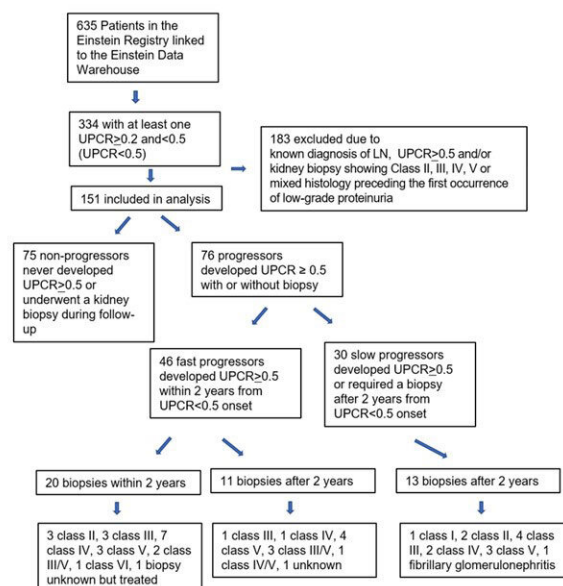 635 Patients in the
Einstein Registry linked
to the Einstein Data
Warehouse
334 with at least one
UPCR≥0.2 and<0.5
(UPCR<0.5)
183 excluded due to
known diagnosis of LN, UPCR≥0.5 and/or
kidney biopsy showing Class II, III, IV, V or
mixed histology preceding the first occurrence
of low-grade proteinuria
151 included in analysis
75 non-progressors
never developed
UPCR≥0.5 or
underwent a kidney
biopsy during follow-
up
76 progressors
developed UPCR ≥ 0.5
with or without biopsy
46 fast progressors
developed UPCR≥0.5
within 2 years from
UPCR<0.5 onset
30 slow progressors
developed UPCR≥0.5
or required a biopsy
after 2 years from
UPCR<0.5 onset
20 biopsies within 2 years
11 biopsies after 2 years
13 biopsies after 2 years
3 class II, 3 class III, 7
class IV, 3 class V, 2 class
III/V, 1 class VI, 1 biopsy
unknown but treated
1 class III, 1 class IV, 4
class V, 3 class III/V, 1
class IV/V, 1 unknown
1 class I, 2 class II, 4 class
III, 2 class IV, 3 class V, 1
fibrillary glomerulonephritis